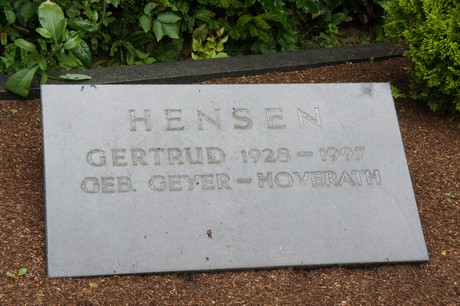 HENSEN
GERTRUD 1928 - 1997
GEB. GEYER - HOVERATH